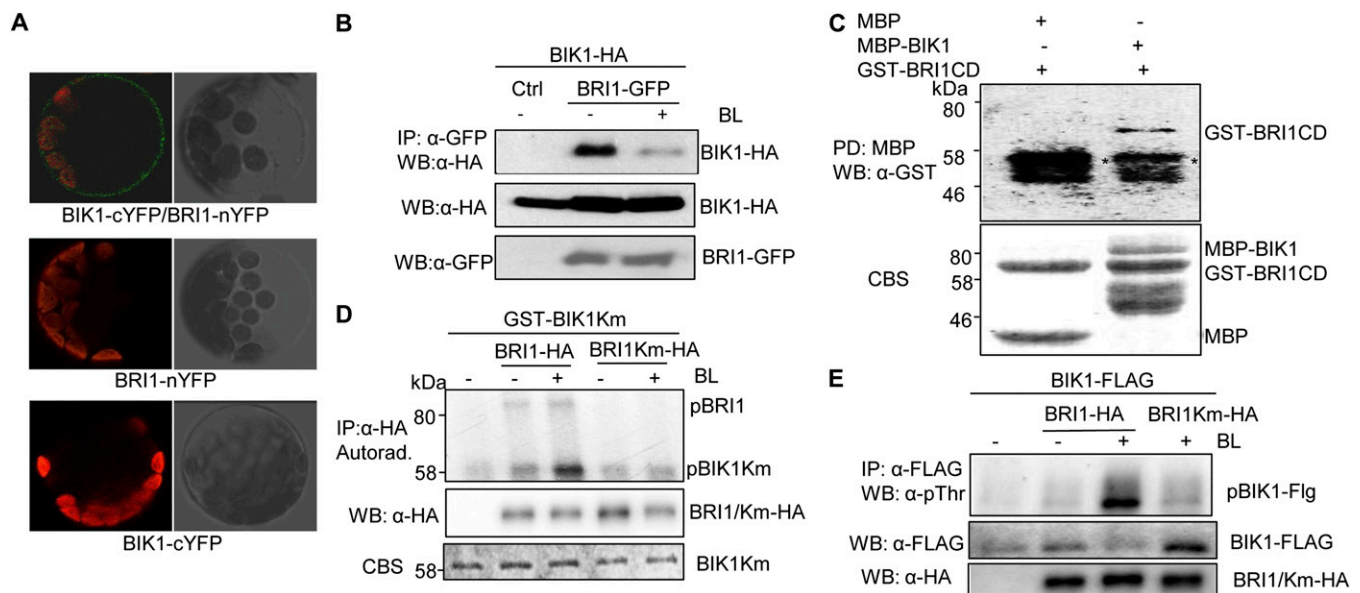 A
BIK1-cYFP/BRI1-nYFP
BRI1-nYFP
BIK1-cYFP
B
BIK1-HA
Ctrl BRI1-GFP
- - + BL
IP: α-GFP
WB:α-HA
BIK1-HA
WB:α-HA BIK1-HA
WB:α-GFP BRI1-GFP
C
MBP + -
MBP-BIK1 - +
GST-BRI1CD + +
kDa
80
GST-BRI1CD
PD: MBP
WB: α-GST
58 * *
46
MBP-BIK1
80
GST-BRI1CD
58
CBS
46
MBP
D
GST-BIK1Km
BRI1-HA BRI1Km-HA
kDa - - + - + BL
pBRI1
80
IP:α-HA
Autorad.
58 pBIK1Km
WB: α-HA BRI1/Km-HA
CBS 58 BIK1Km
E
BIK1-FLAG
BRI1-HA BRI1Km-HA
- - + + BL
IP: α-FLAG
WB: α-pThr
pBIK1-Flg
WB: α-FLAG BIK1-FLAG
WB: α-HA BRI1/Km-HA